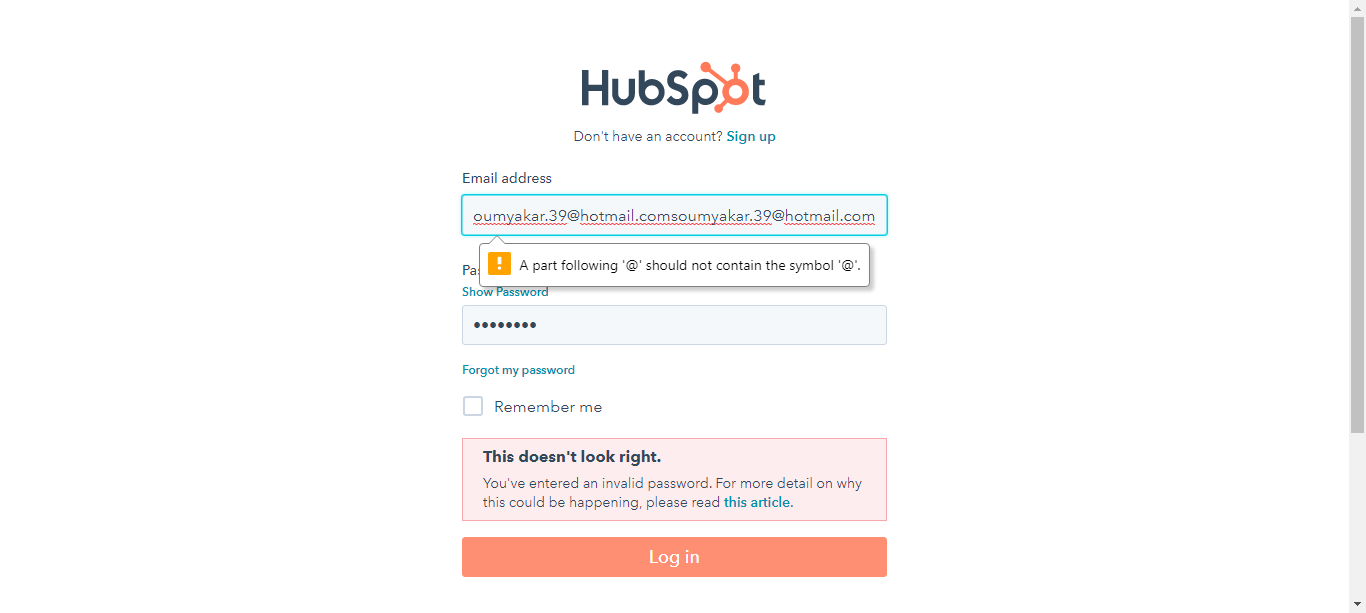 HubSpot
Don't have an account? Sign up
Email address
oumyakar.39@hotmail.comsoumyakar.39@hotmail.com
A part following '@' should not contain the symbol '@'.
Show Password
••••••••
Forgot my password
Remember me
This doesn't look right.
You've entered an invalid password. For more detail on why
this could be happening, please read this article.
Log in